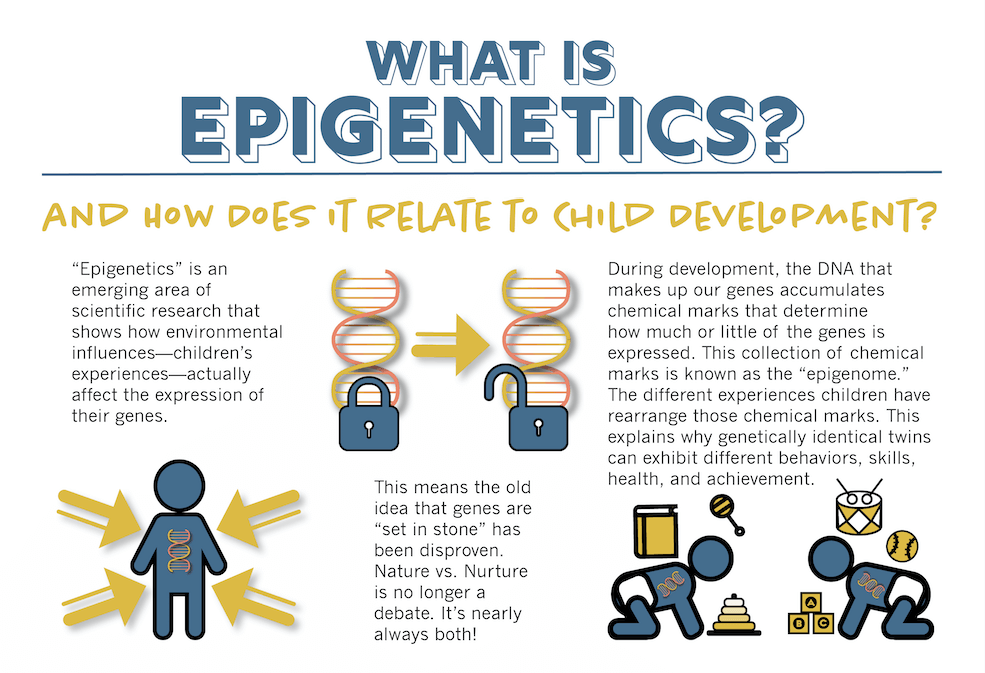 WHAT IS
EPIGENETICS?
AND HOW DOES IT RELATE TO CHILD DEVELOPMENT?
“Epigenetics” is an
emerging area of
scientific research that
shows how environmental
influences—children’s
experiences—actually
affect the expression of
their genes.
This means the old
idea that genes are
“set in stone” has
been disproven.
Nature vs. Nurture
is no longer a
debate. It’s nearly
always both!
During development, the DNA that
makes up our genes accumulates
chemical marks that determine
how much or little of the genes is
expressed. This collection of chemical
marks is known as the “epigenome.”
The different experiences children have
rearrange those chemical marks. This
explains why genetically identical twins
can exhibit different behaviors, skills,
health, and achievement.
A
B C